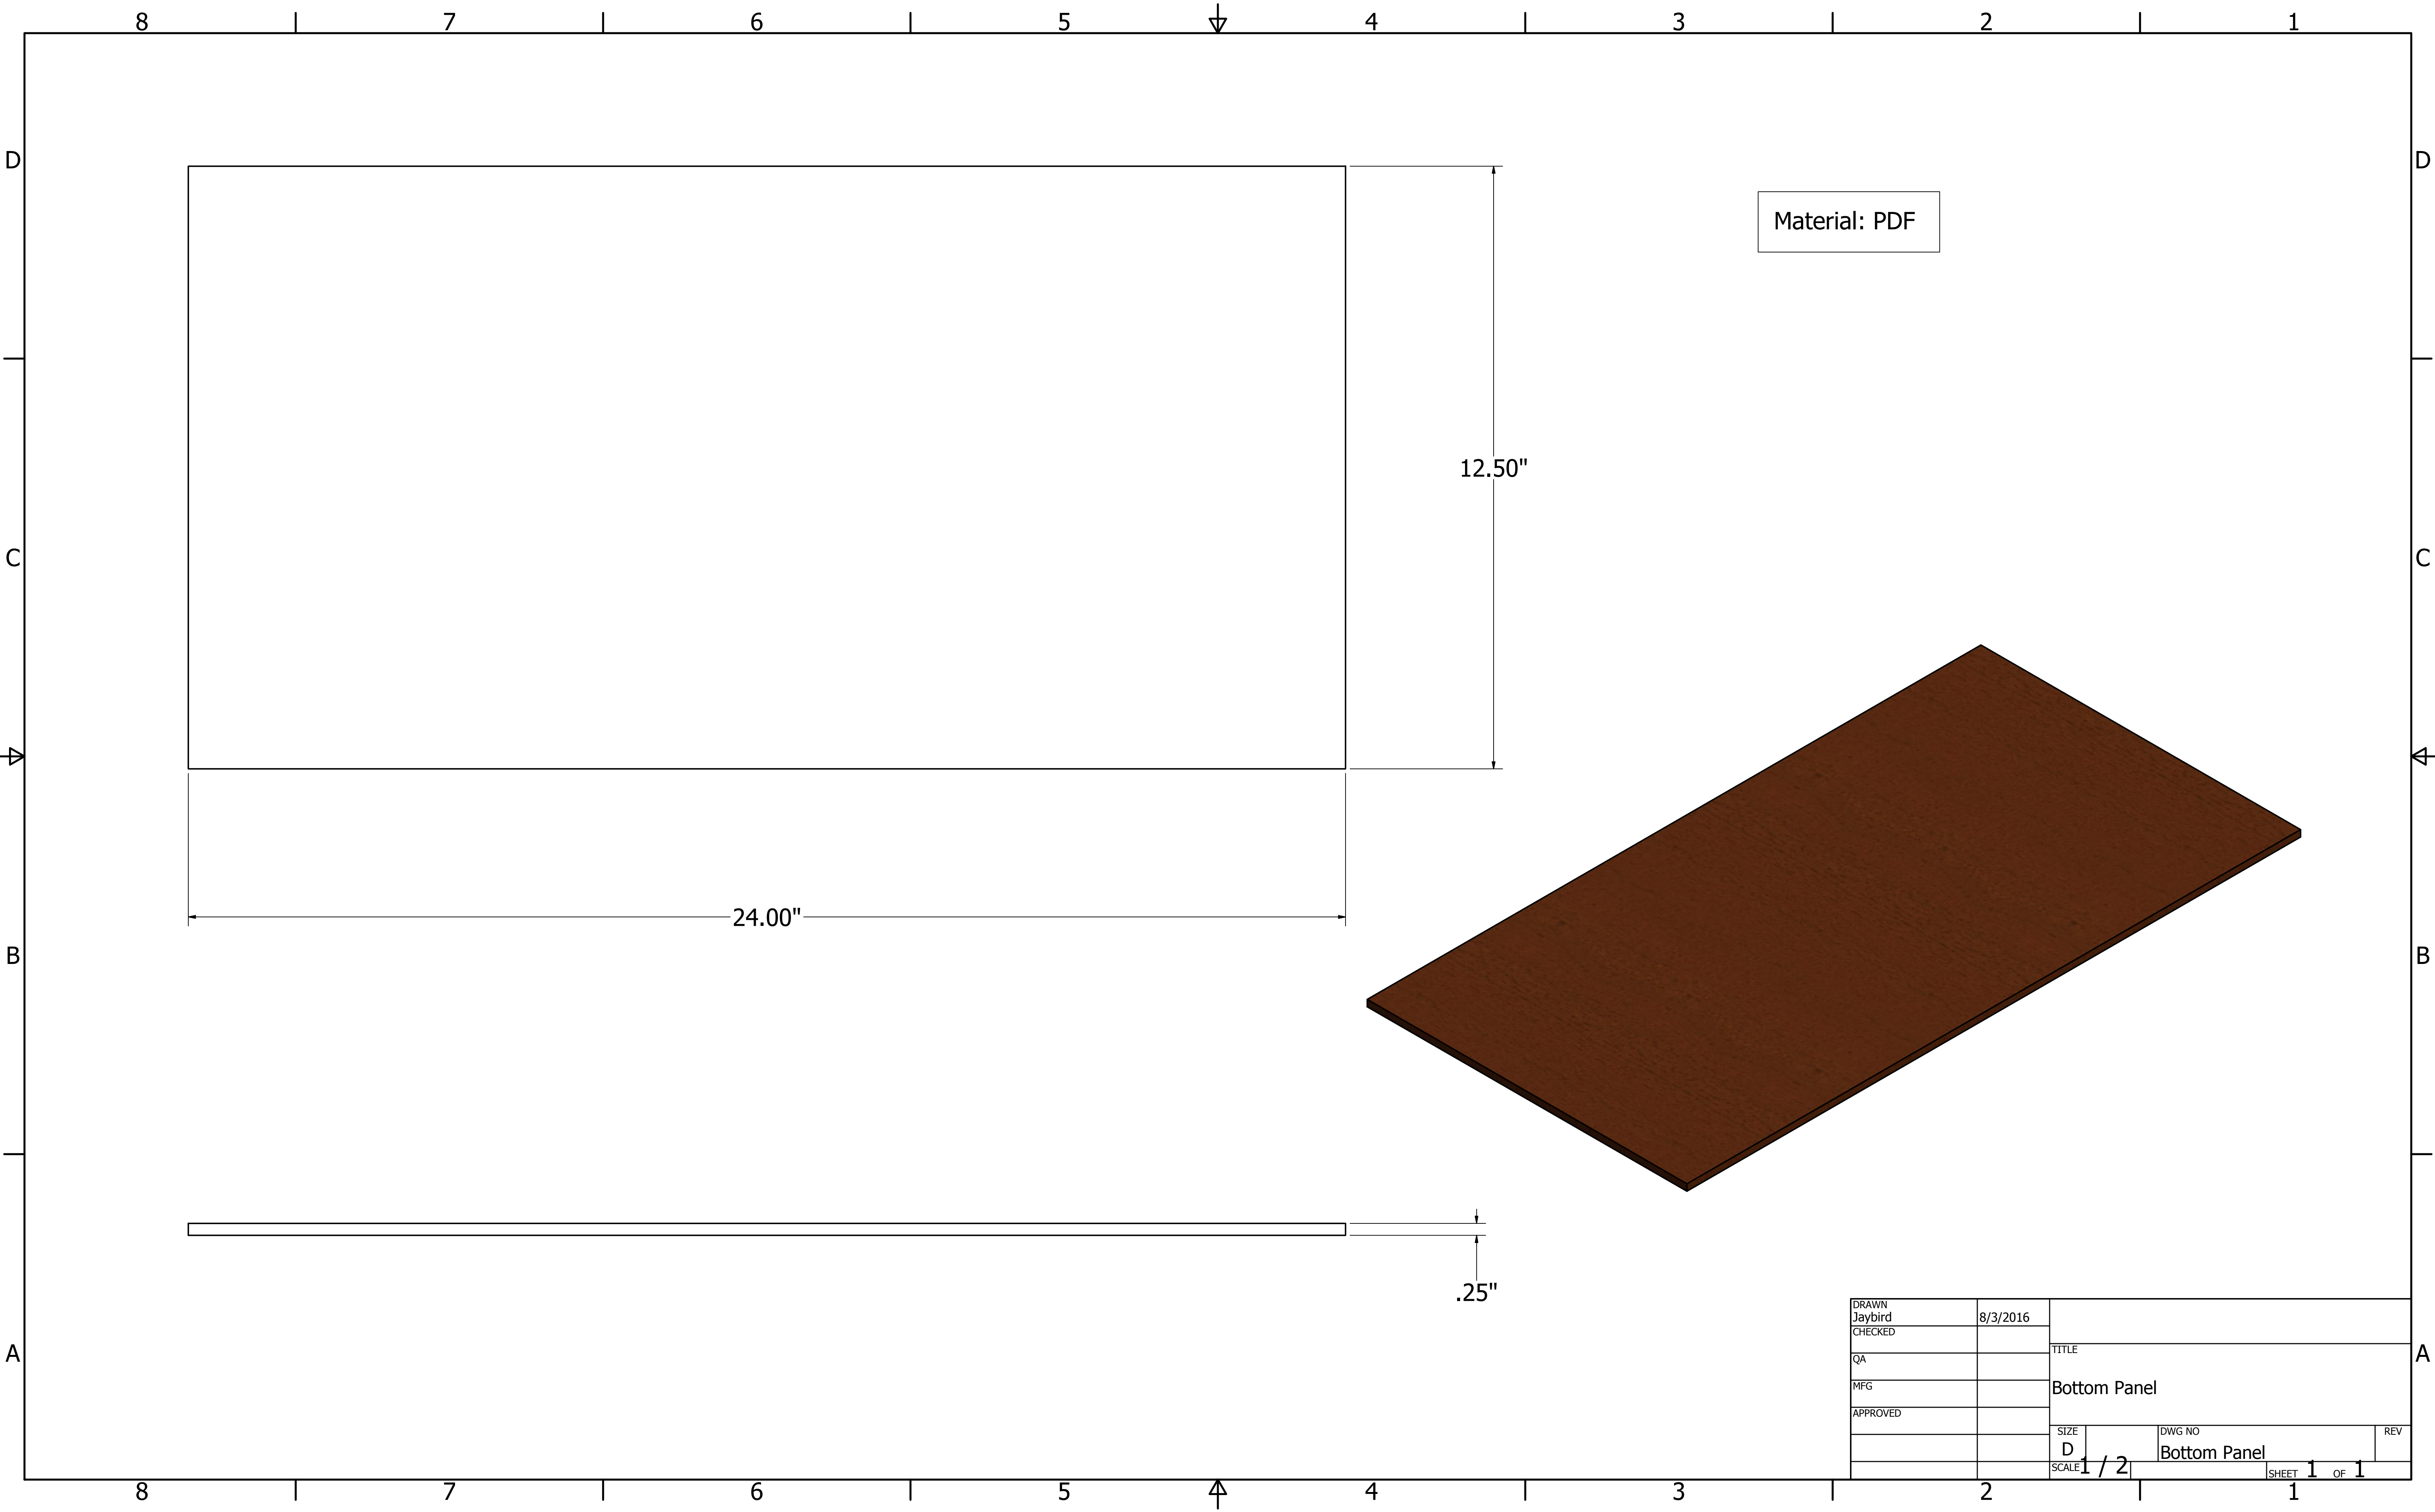 8 7 6 5 4 3 2 1
D D
Material: PDF
12.50"
C C
24.00"
B B
.25"
DRAWN
Jaybird 8/3/2016
CHECKED
QA
MFG
APPROVED
TITLE
Bottom Panel
A A
SIZE
D
DWG NO
Bottom Panel
REV
SCALE 1 / 2
SHEET 1 OF 1
8 7 6 5 4 3 2 1